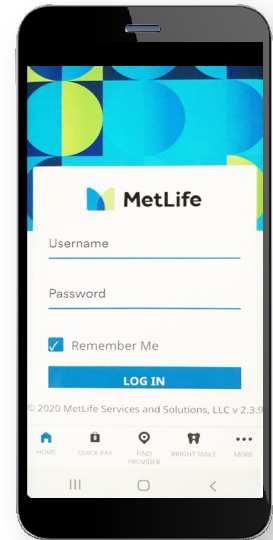 MetLife
Username
Password
Remember Me
LOG IN
© 2020 MetLife Services and Solutions, LLC v 2.3.9
HOME
QUICK PAY
FIND
PROVIDER
BRIGHT SMILE
MORE